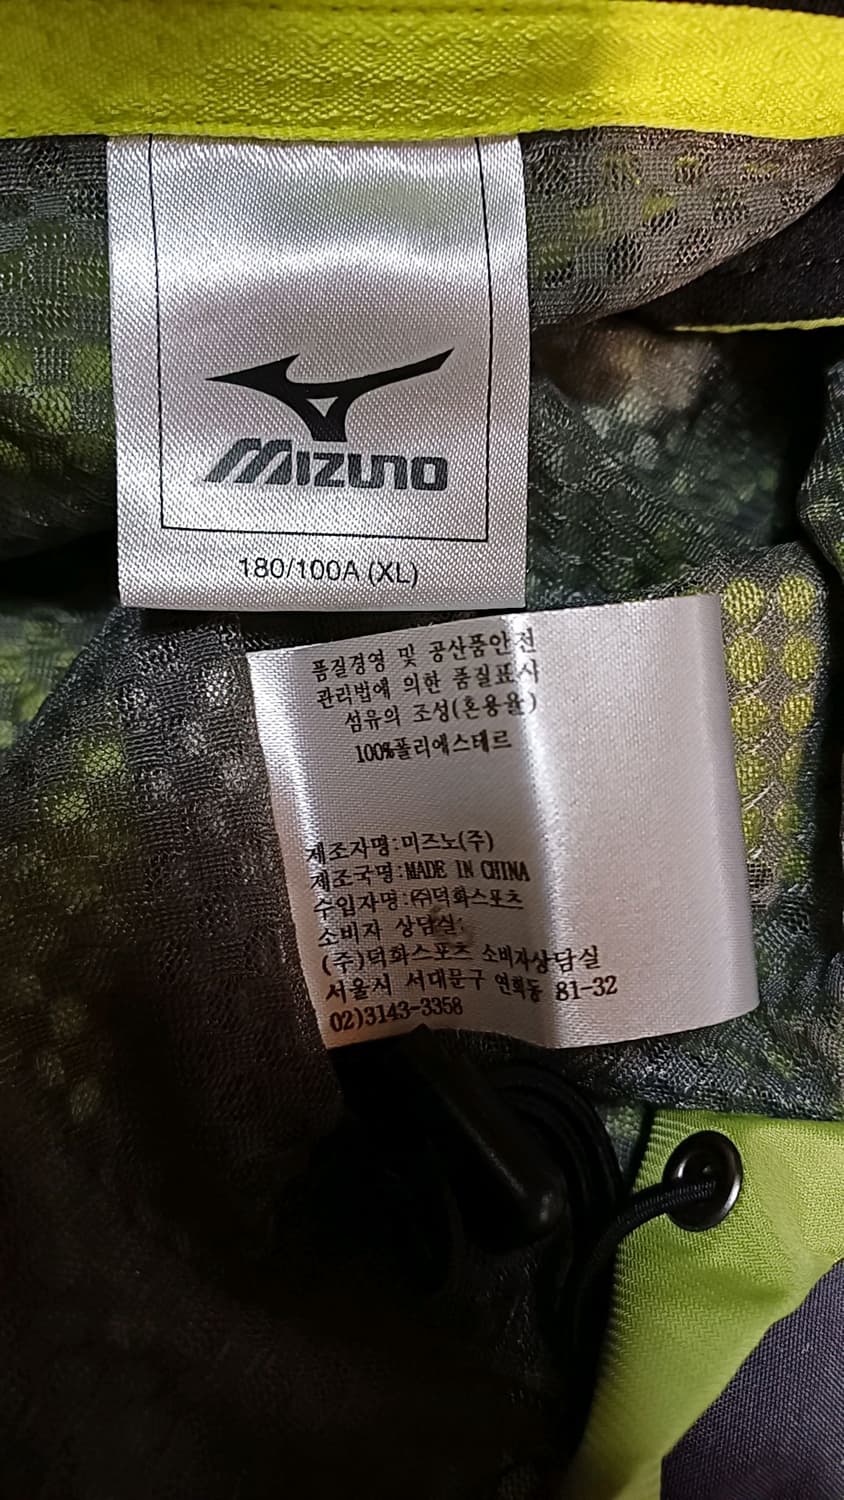 MIZUNO
180/100A (XL)
품질경영 및 공산품안전
관리법에 의한 품질표시
섬유의 조성(혼용율)
100%폴리에스테르
제조자명:미즈노(주)
제조국명:MADE IN CHINA
수입자명:㈜덕화스포츠
소비자 상담실:
(주)덕화스포츠 소비자상담실
서울시 서대문구 연희동 81-32
02)3143-3358